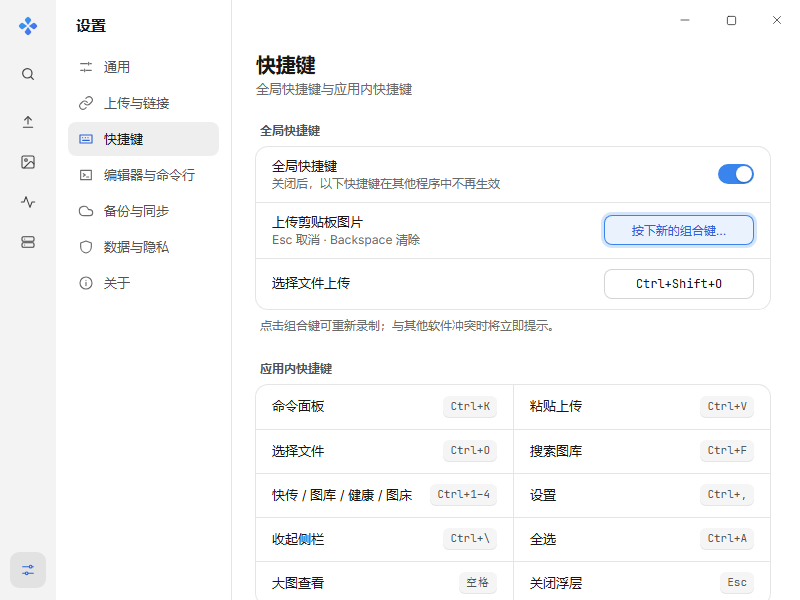 设置
通用
上传与链接
快捷键
编辑器与命令行
备份与同步
数据与隐私
关于
快捷键
全局快捷键与应用内快捷键
全局快捷键
全局快捷键
关闭后，以下快捷键在其他程序中不再生效
上传剪贴板图片
Esc 取消 · Backspace 清除
按下新的组合键...
选择文件上传
Ctrl+Shift+O
点击组合键可重新录制；与其他软件冲突时将立即提示。
应用内快捷键
命令面板 Ctrl+K 粘贴上传 Ctrl+V
选择文件 Ctrl+O 搜索图库 Ctrl+F
快传 / 图库 / 健康 / 图床 Ctrl+1-4 设置 Ctrl+,
收起侧栏 Ctrl+\ 全选 Ctrl+A
大图查看 空格 关闭浮层 Esc